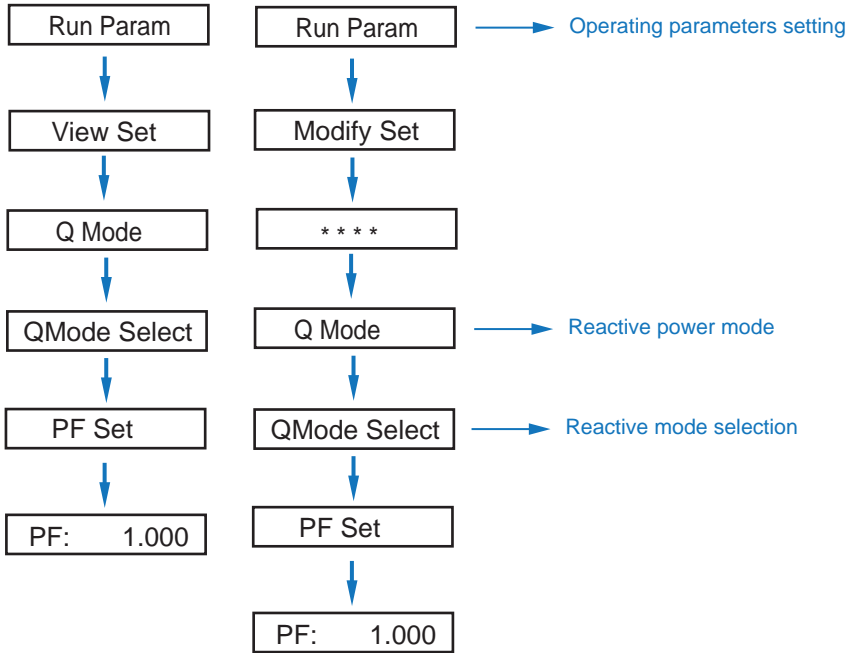 Run Param
View Set
Q Mode
QMode Select
PF Set
PF: 1.000
Run Param
Operating parameters setting
Modify Set
* * * *
Q Mode
Reactive power mode
QMode Select
Reactive mode selection
PF Set
PF: 1.000